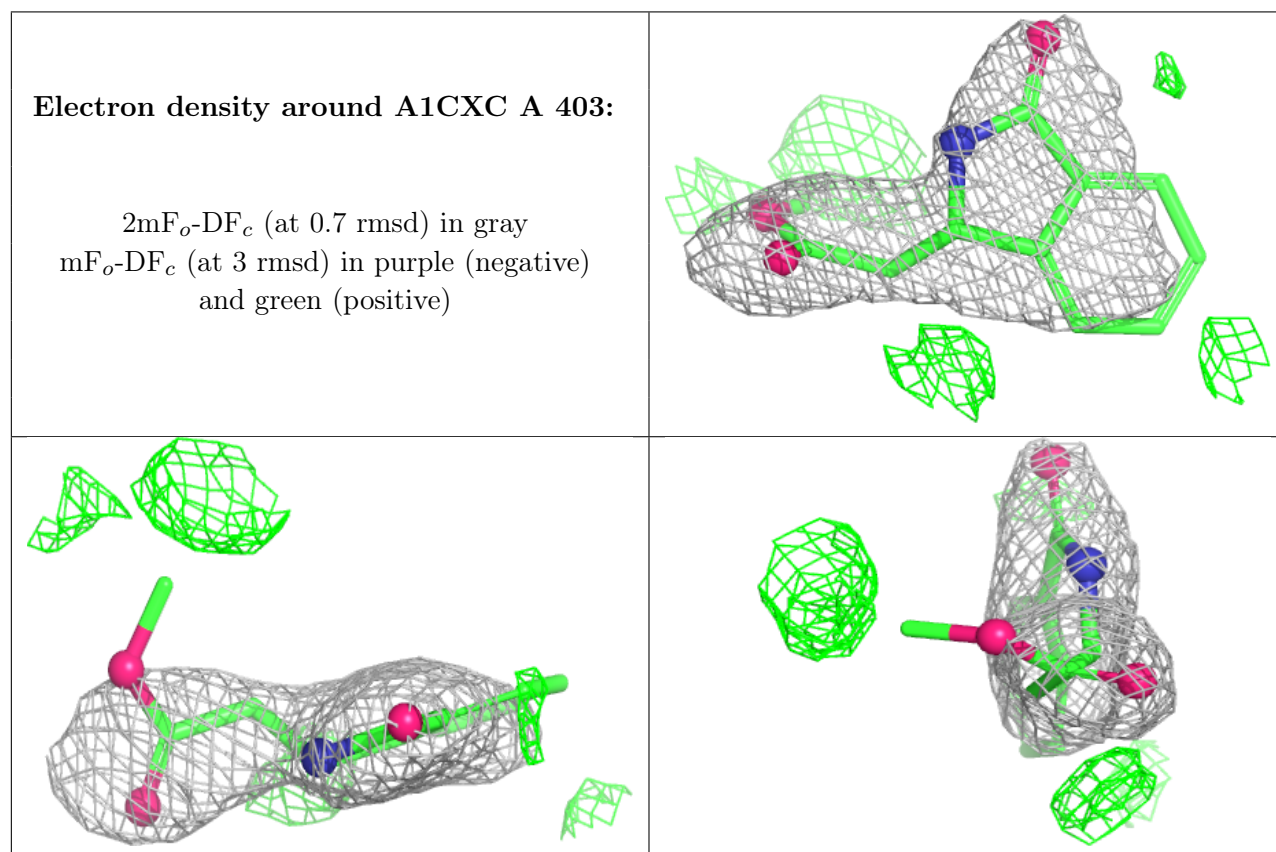 Electron density around A1CXC A 403:
2mFo-DFc (at 0.7 rmsd) in gray
mFo-DFc (at 3 rmsd) in purple (negative)
and green (positive)